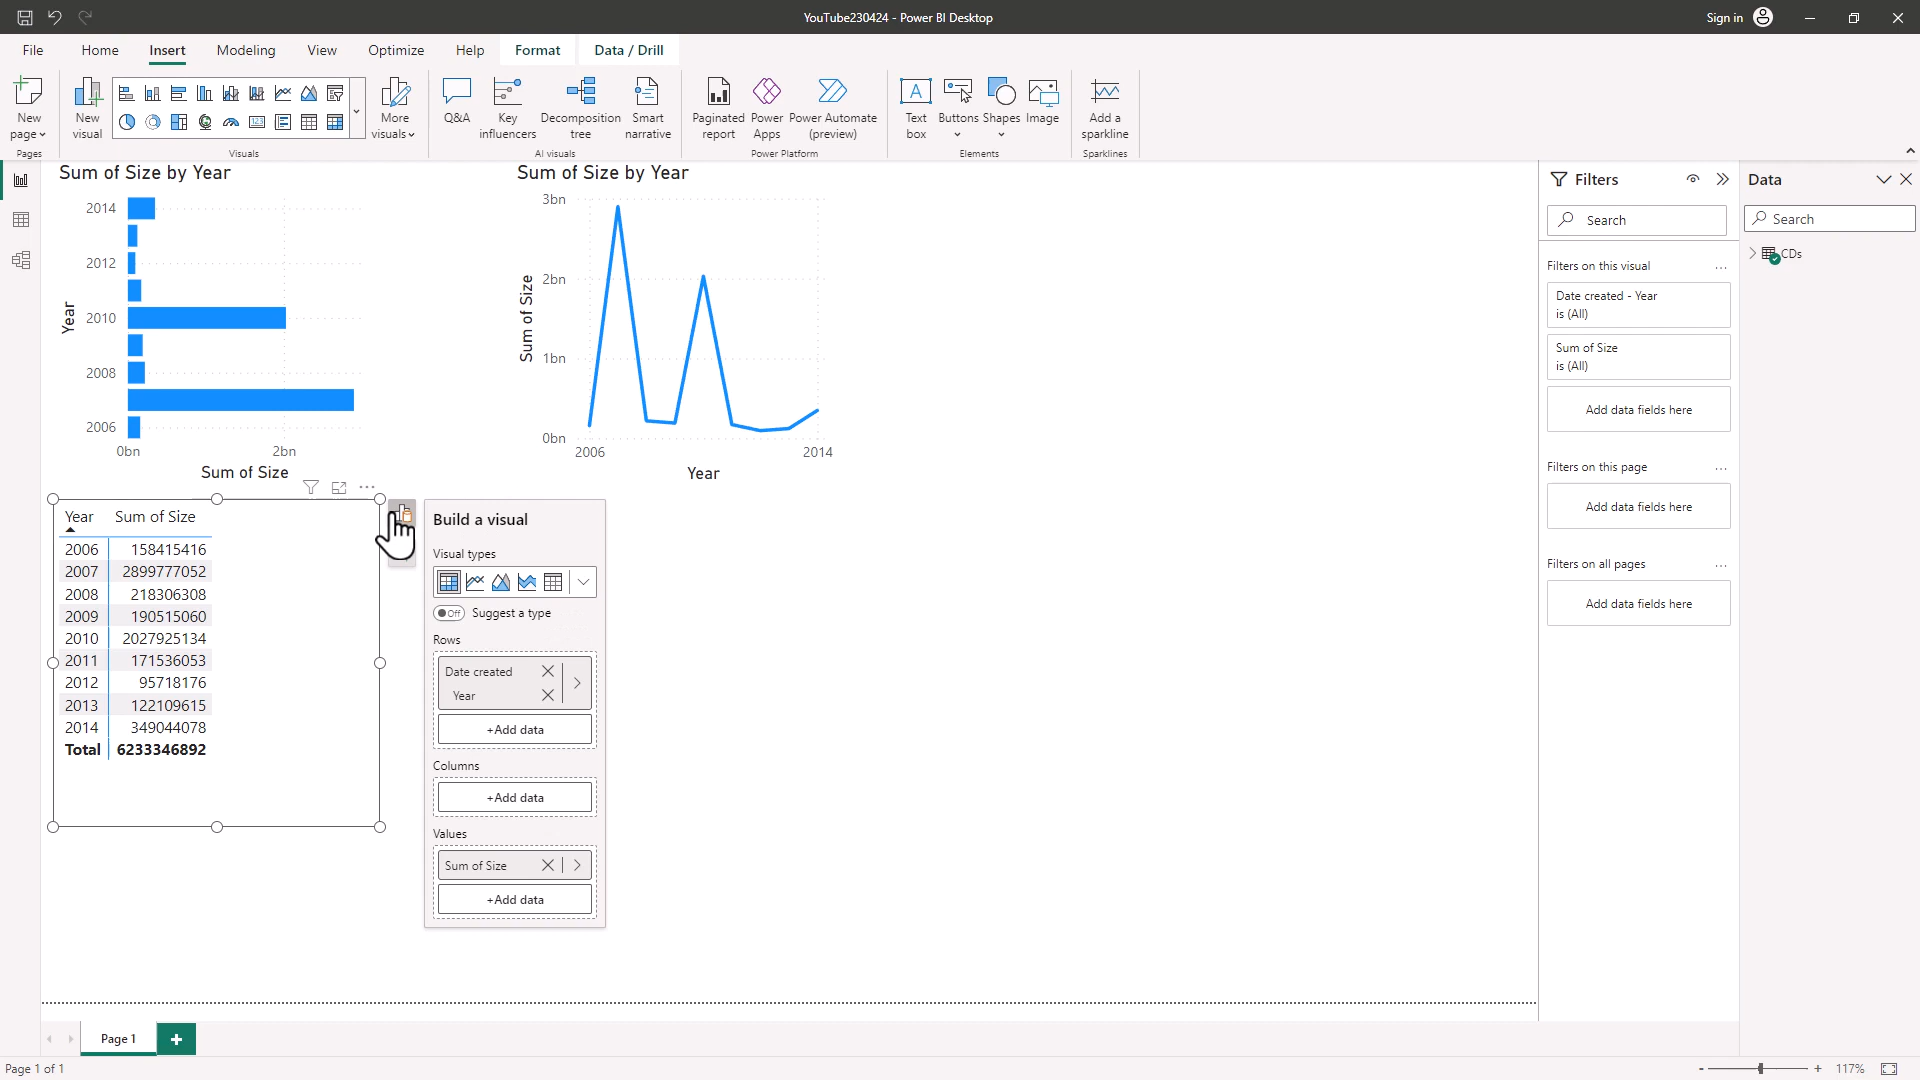 YouTube230424 - Power BI Desktop
Sign in
File Home Insert Modeling View Optimize Help Format Data / Drill
New page
Pages
New visual
Visuals
More visuals
Q&A
Key influencers
Decomposition tree
Smart narrative
AI visuals
Paginated report
Power Apps
Power Automate (preview)
Power Platform
Text box
Buttons
Shapes
Image
Elements
Add a sparkline
Sparklines
Sum of Size by Year
2014
2012
2010
2008
2006
Year
0bn 2bn
Sum of Size
Sum of Size by Year
3bn
2bn
1bn
0bn
Sum of Size
2006 2014
Year
Year Sum of Size
2006 158415416
2007 2899777052
2008 218306308
2009 190515060
2010 2027925134
2011 171536053
2012 95718176
2013 122109615
2014 349044078
Total 6233346892
Build a visual
Visual types
Off Suggest a type
Rows
Date created
Year
+Add data
Columns
+Add data
Values
Sum of Size
+Add data
Filters
Search
Filters on this visual
Date created - Year
is (All)
Sum of Size
is (All)
Add data fields here
Filters on this page
Add data fields here
Filters on all pages
Add data fields here
Data
Search
CDs
Page 1
Page 1 of 1
- + 117%